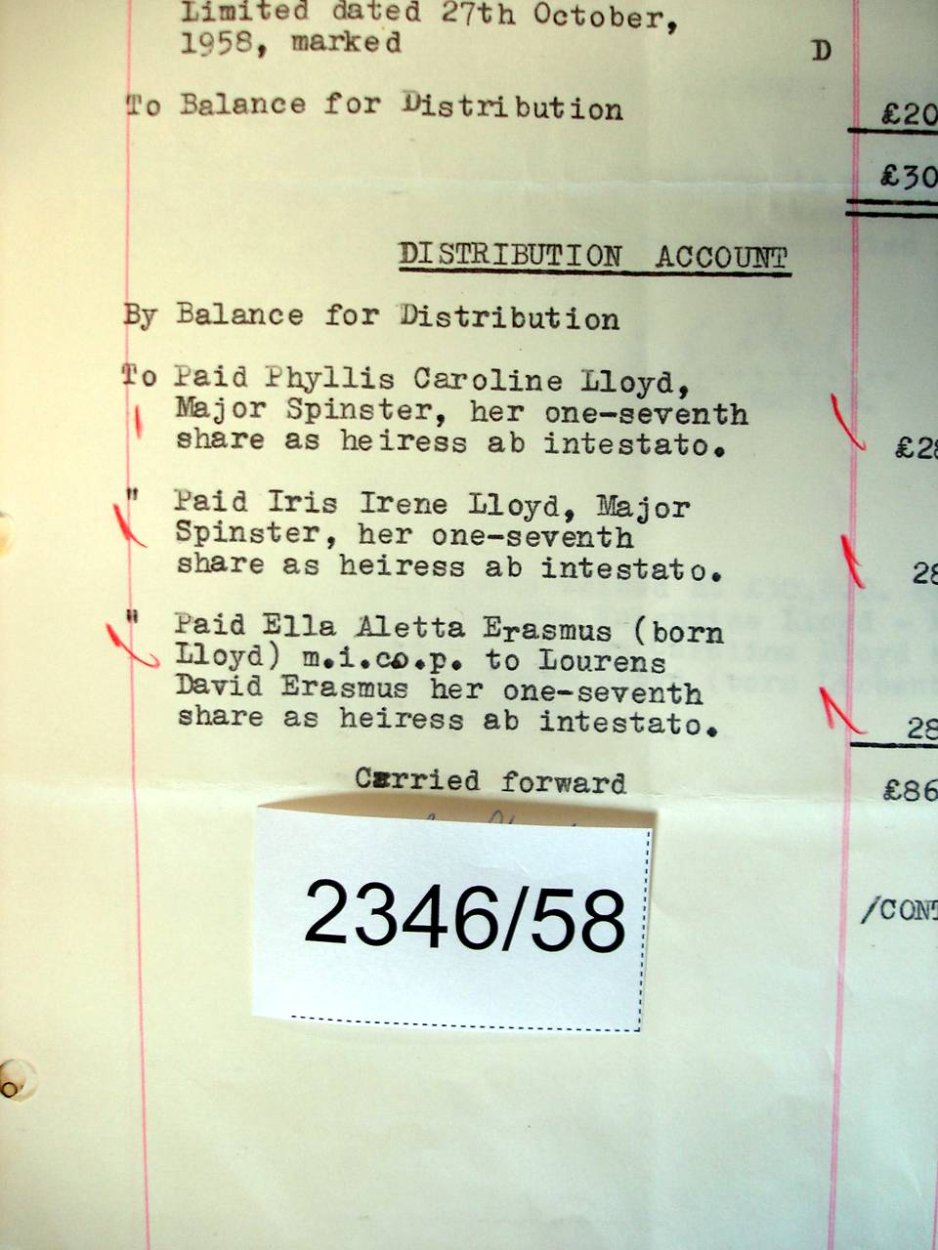 Limited dated 27th October,
1958, marked D
To Balance for Distribution £20
£30
DISTRIBUTION ACCOUNT
By Balance for Distribution
To Paid Phyllis Caroline Lloyd,
Major Spinster, her one-seventh
share as heiress ab intestato. £28
" Paid Iris Irene Lloyd, Major
Spinster, her one-seventh
share as heiress ab intestato. 28
" Paid Ella Aletta Erasmus (born
Lloyd) m.i.co.p. to Lourens
David Erasmus her one-seventh
share as heiress ab intestato. 28
Carried forward £86
2346/58
/CONT